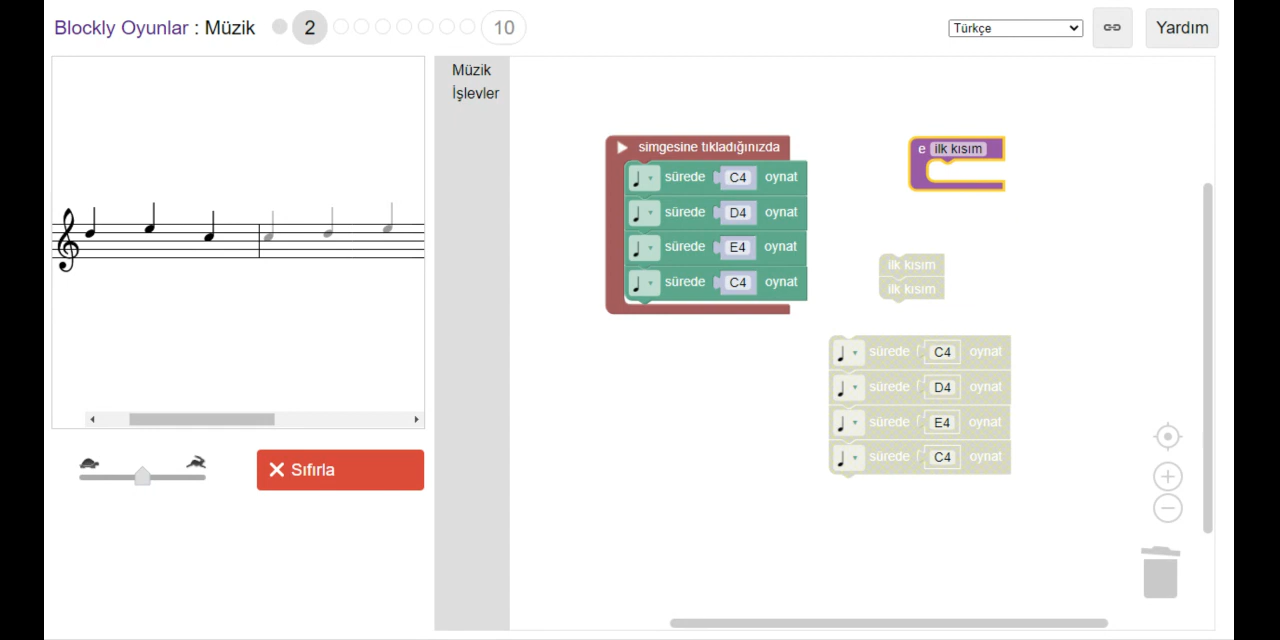 Blockly Oyunlar : Müzik 2 10 Türkçe Yardım
Müzik
İşlevler
simgesine tıkladığınızda
sürede C4 oynat
sürede D4 oynat
sürede E4 oynat
sürede C4 oynat
e ilk kısım
ilk kısım
ilk kısım
sürede C4 oynat
sürede D4 oynat
sürede E4 oynat
sürede C4 oynat
Sıfırla